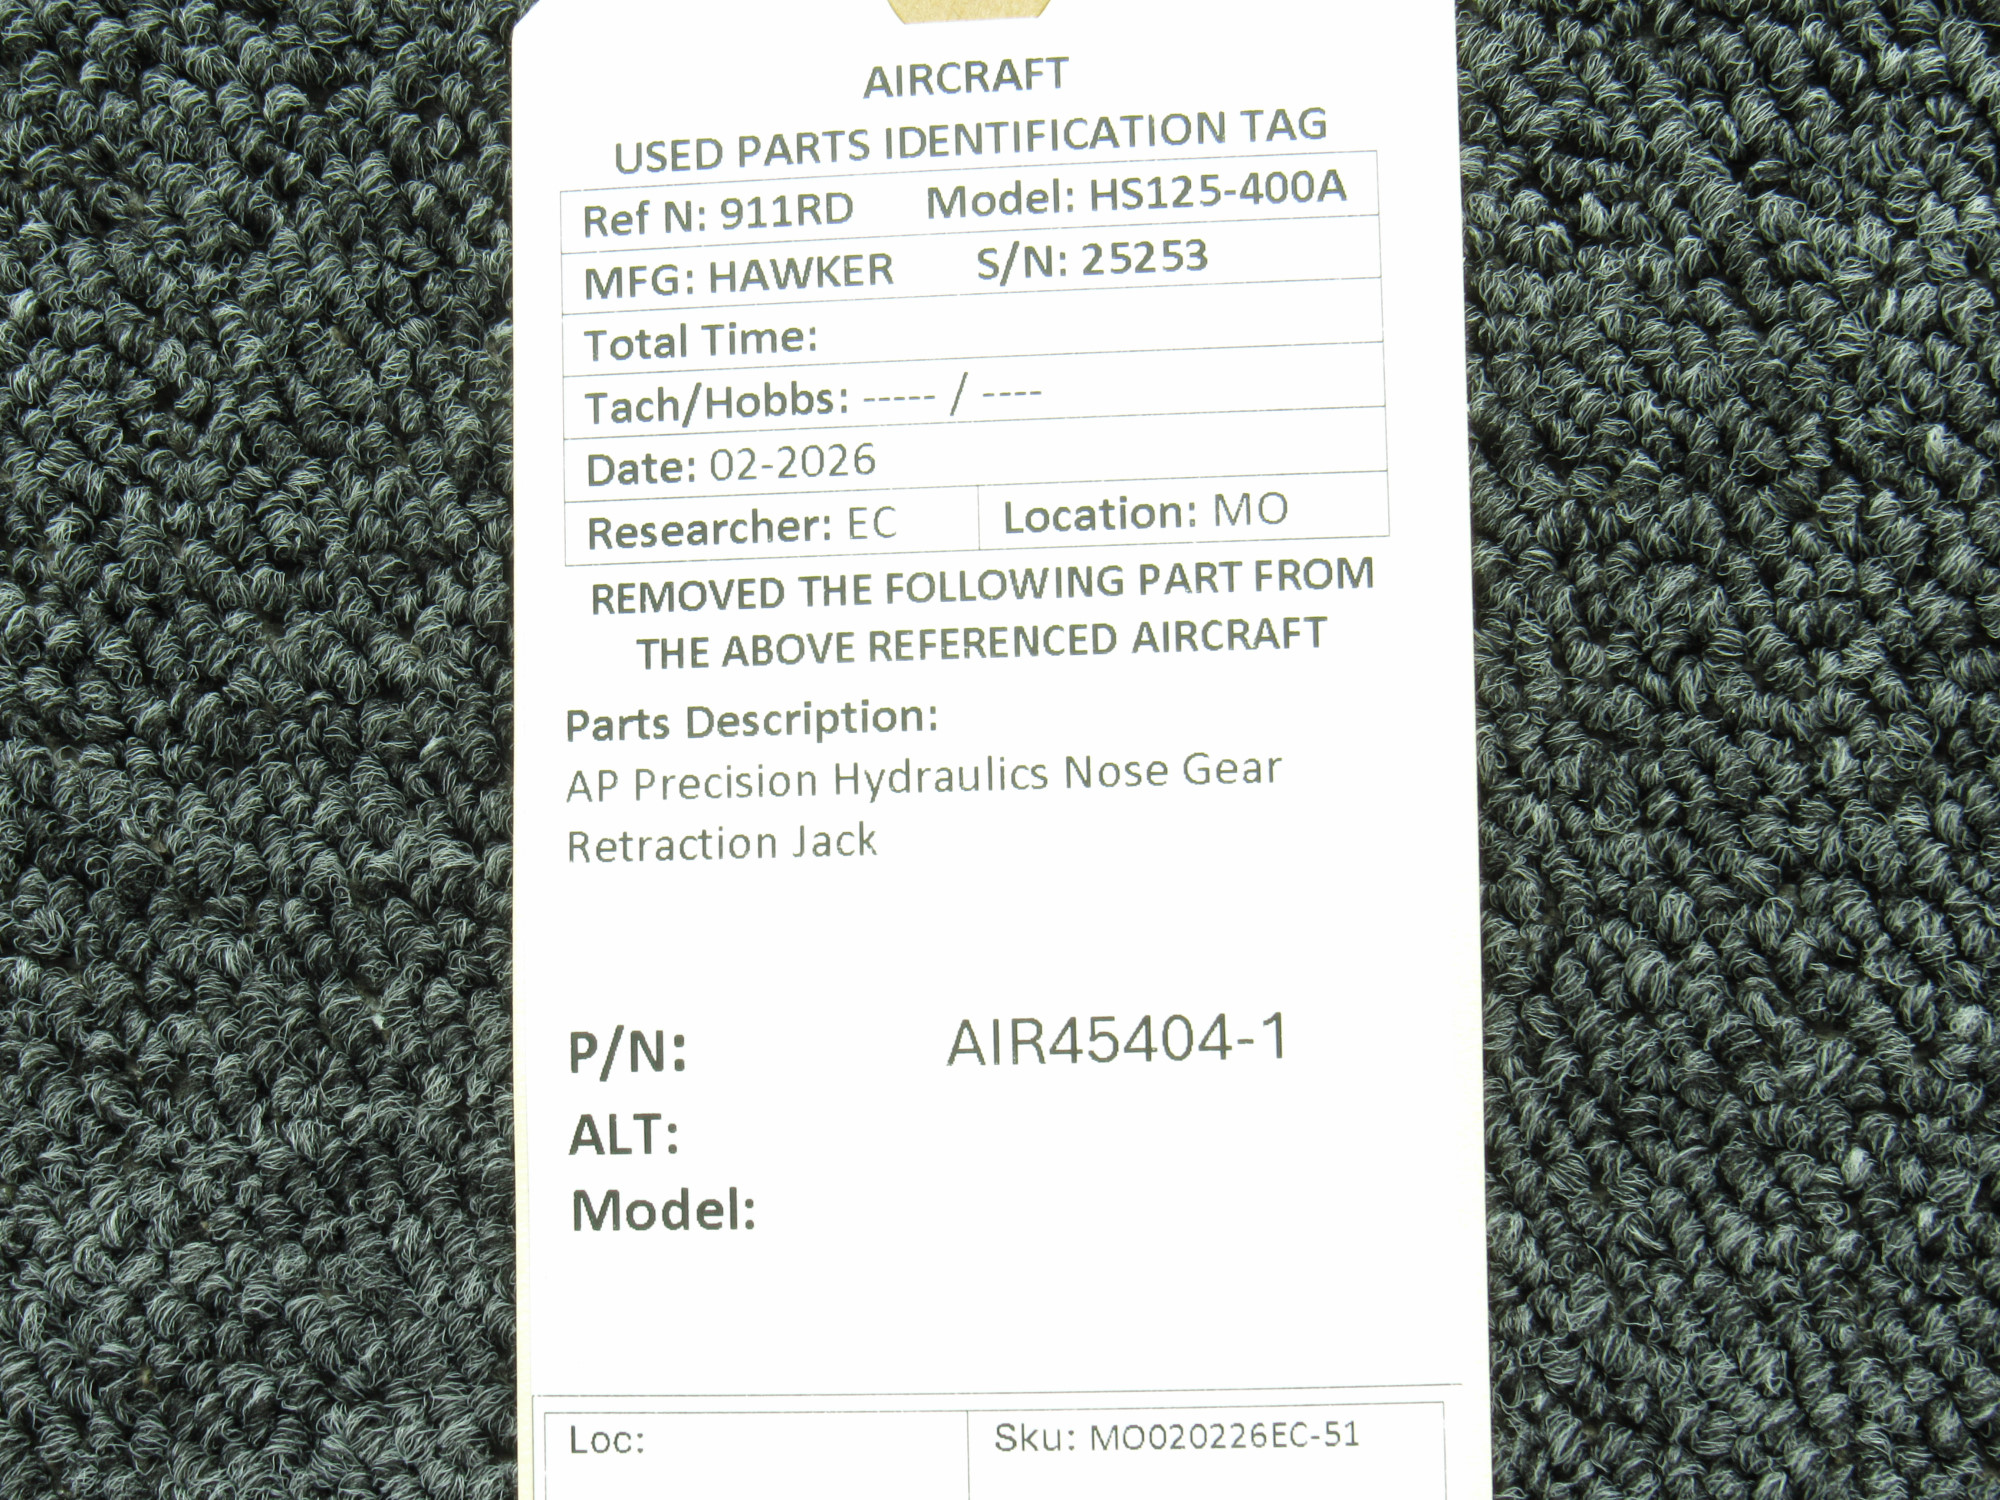 AIRCRAFT
USED PARTS IDENTIFICATION TAG
Ref N: 911RD Model: HS125-400A
MFG: HAWKER S/N: 25253
Total Time:
Tach/Hobbs: ----- / ----
Date: 02-2026
Researcher: EC Location: MO
REMOVED THE FOLLOWING PART FROM
THE ABOVE REFERENCED AIRCRAFT
Parts Description:
AP Precision Hydraulics Nose Gear
Retraction Jack
P/N: AIR45404-1
ALT:
Model:
Loc: Sku: MO020226EC-51